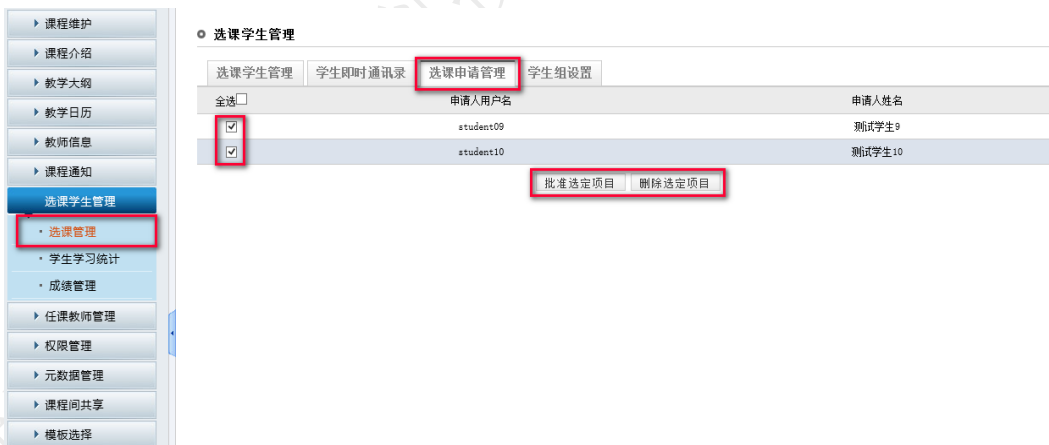 课程维护
课程介绍
教学大纲
教学日历
教师信息
课程通知
选课学生管理
选课管理
学生学习统计
成绩管理
任课教师管理
权限管理
元数据管理
课程间共享
模板选择
选课学生管理
选课学生管理 学生即时通讯录 选课申请管理 学生组设置
全选 申请人用户名 申请人姓名
student09 测试学生9
student10 测试学生10
批准选定项目 删除选定项目